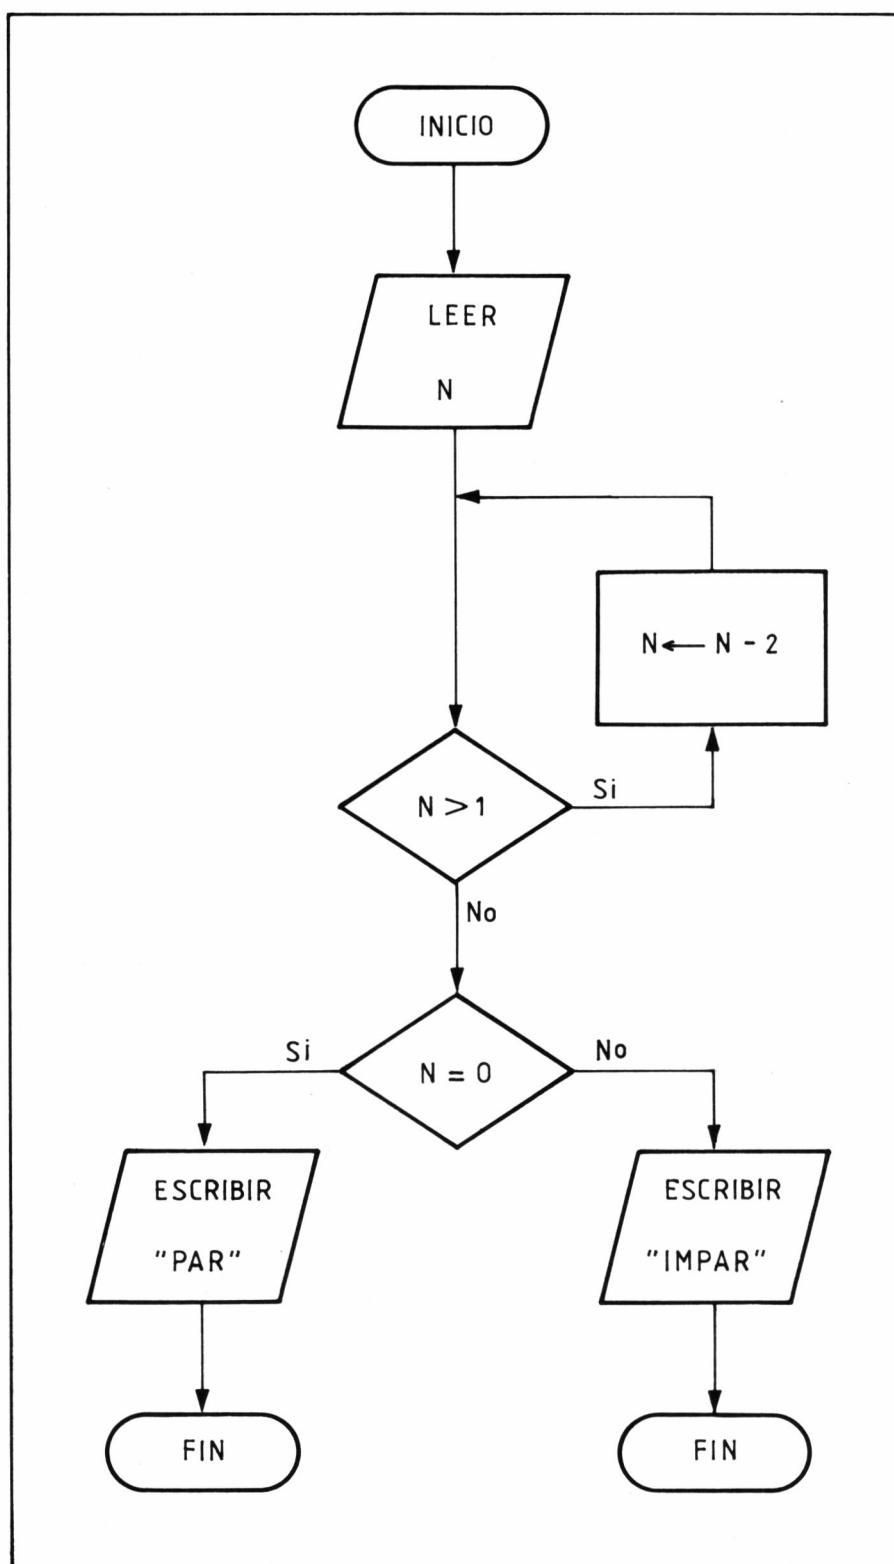 INICIO
LEER
N
N ← N - 2
N > 1
Si
No
N = 0
Si
No
ESCRIBIR
"PAR"
ESCRIBIR
"IMPAR"
FIN
FIN